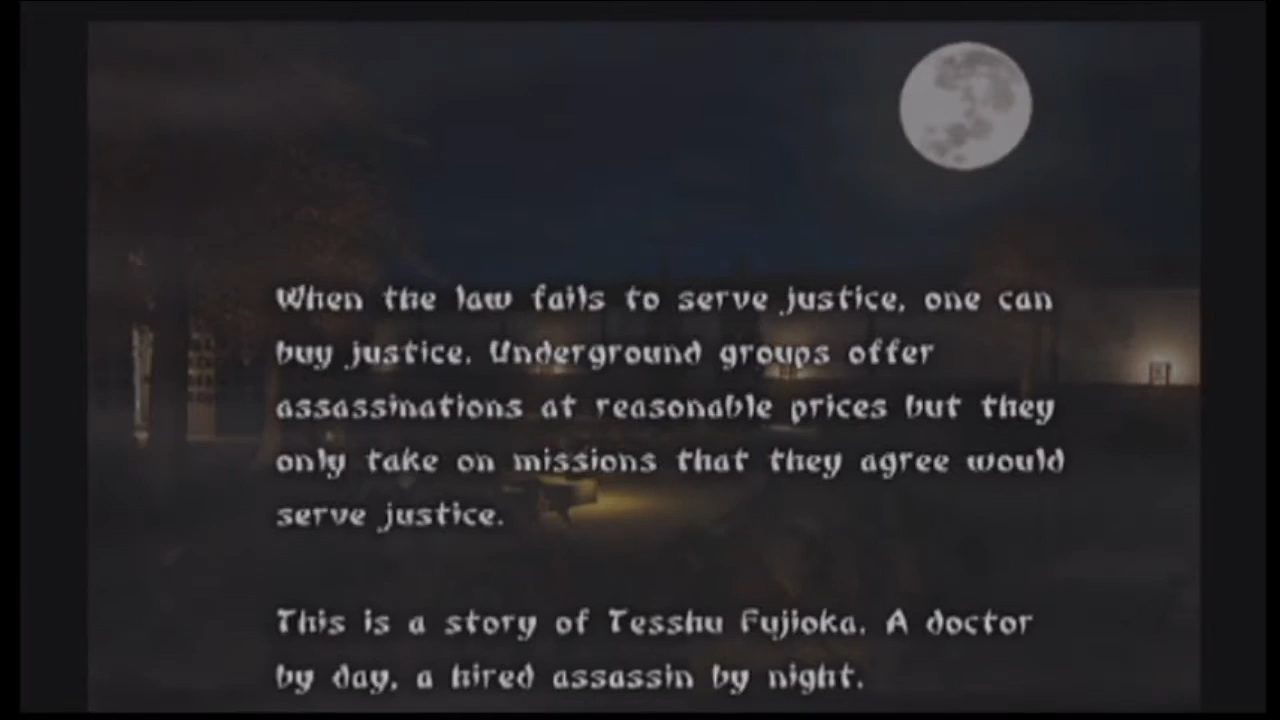 When the law fails to serve justice, one can
buy justice. Underground groups offer
assassinations at reasonable prices but they
only take on missions that they agree would
serve justice.
This is a story of Tesshu Fujioka. A doctor
by day, a hired assassin by night.